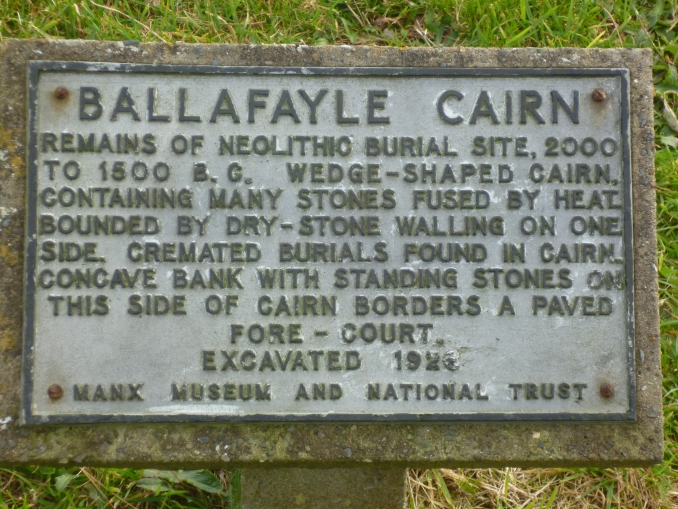 BALLAFAYLE CAIRN
REMAINS OF NEOLITHIC BURIAL SITE, 2000
TO 1500 B.C. WEDGE-SHAPED CAIRN,
CONTAINING MANY STONES FUSED BY HEAT
BOUNDED BY DRY-STONE WALLING ON ONE
SIDE. CREMATED BURIALS FOUND IN CAIRN.
CONCAVE BANK WITH STANDING STONES ON
THIS SIDE OF CAIRN BORDERS A PAVED
FORE-COURT.
EXCAVATED
MANX MUSEUM AND NATIONAL TRUST